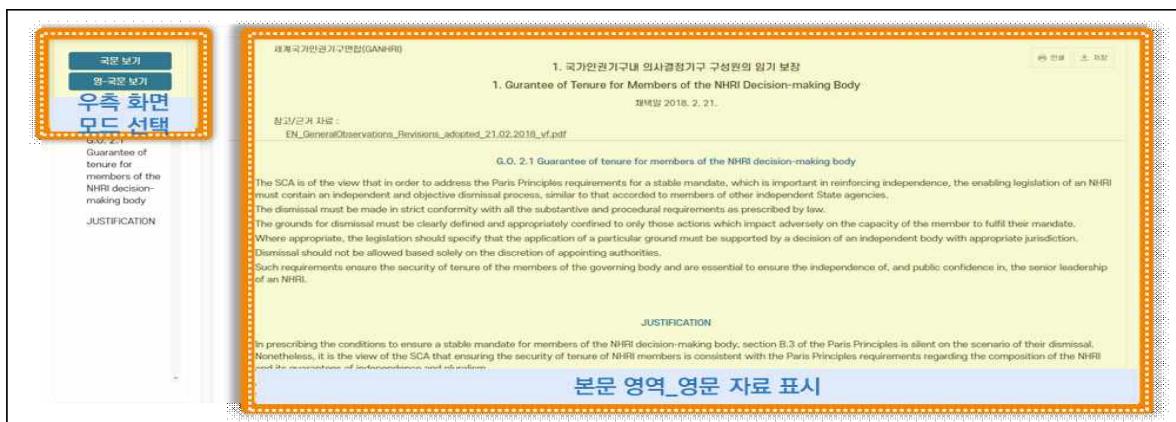 국문 보기
영-국문 보기
우측 화면
모드 선택
G.O. 2.1
Guarantee of
tenure for
members of the
NHRI decision-
making body
JUSTIFICATION
세계국가인권기구연합(GANHRI)
인쇄
저장
1. 국가인권기구내 의사결정기구 구성원의 임기 보장
1. Gurantee of Tenure for Members of the NHRI Decision-making Body
채택일 2018. 2. 21.
참고/근거 자료 :
EN_GeneralObservations_Revisions_adopted_21.02.2018_vf.pdf
G.O. 2.1 Guarantee of tenure for members of the NHRI decision-making body
The SCA is of the view that in order to address the Paris Principles requirements for a stable mandate, which is important in reinforcing independence, the enabling legislation of an NHRI
must contain an independent and objective dismissal process, similar to that accorded to members of other independent State agencies.
The dismissal must be made in strict conformity with all the substantive and procedural requirements as prescribed by law.
The grounds for dismissal must be clearly defined and appropriately confined to only those actions which impact adversely on the capacity of the member to fulfil their mandate.
Where appropriate, the legislation should specify that the application of a particular ground must be supported by a decision of an independent body with appropriate jurisdiction.
Dismissal should not be allowed based solely on the discretion of appointing authorities.
Such requirements ensure the security of tenure of the members of the governing body and are essential to ensure the independence of, and public confidence in, the senior leadership
of an NHRI.
JUSTIFICATION
In prescribing the conditions to ensure a stable mandate for members of the NHRI decision-making body, section B.3 of the Paris Principles is silent on the scenario of their dismissal.
Nonetheless, it is the view of the SCA that ensuring the security of tenure of NHRI members is consistent with the Paris Principles requirements regarding the composition of the NHRI
and its guarantees of independence and pluralism.
본문 영역_영문 자료 표시